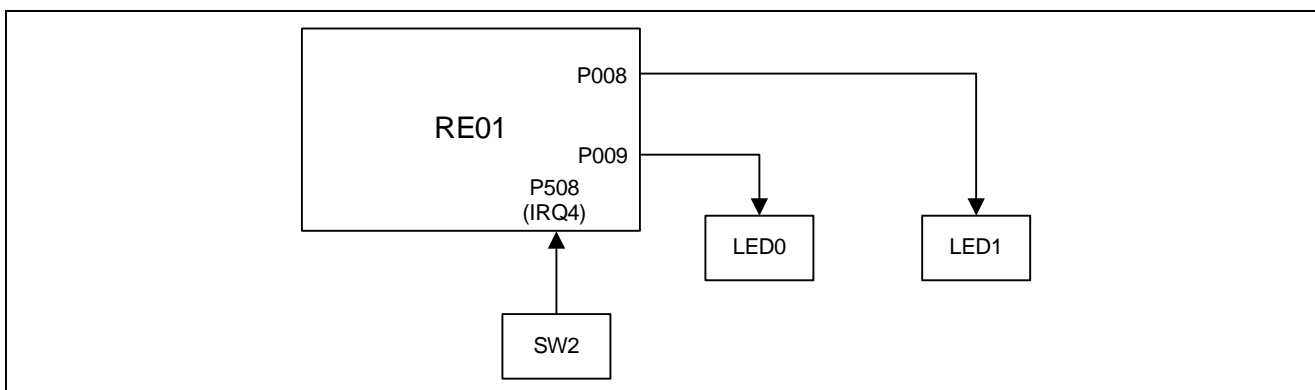 P008
RE01
P009
P508
(IRQ4)
LED0
LED1
SW2